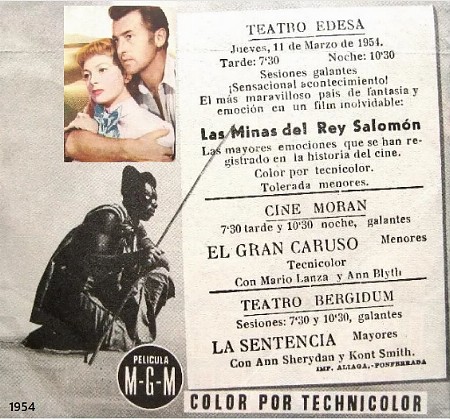 TEATRO EDESA
Jueves, 11 de Marzo de 1954.
Tarde: 7'30 Noche: 10'30
Sesiones galantes
¡Sensacional acontecimiento!
El más maravilloso país de fantasía y
emoción en un film inolvidable:
Las Minas del Rey Salomón
Las mayores emociones que se han re-
gistrado en la historia del cine.
Color por tecnicolor.
Tolerada menores.
CINE MORAN
7'30 tarde y 10'30 noche, galantes
EL GRAN CARUSO Menores
Tecnicolor
Con Mario Lanza y Ann Blyth
TEATRO BERGIDUM
Sesiones: 7'30 y 10'30, galantes
LA SENTENCIA Mayores
Con Ann Sherydan y Kont Smith.
IMP. ALIAGA.-PONFERRADA
PELICULA
M-G-M
COLOR POR TECHNICOLOR
1954